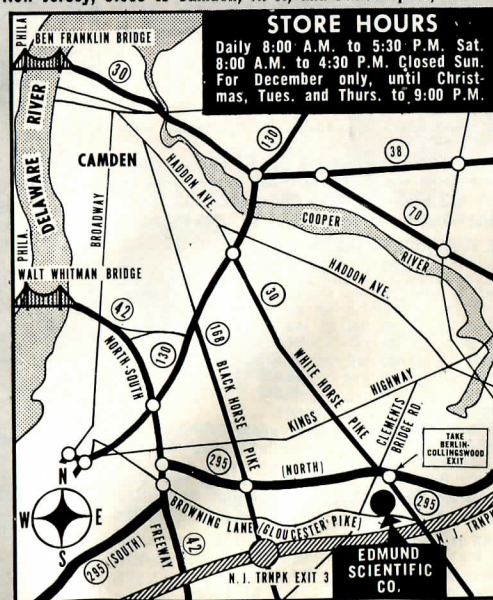 STORE HOURS
Daily 8:00 A.M. to 5:30 P.M. Sat.
8:00 A.M. to 4:30 P.M. Closed Sun.
For December only, until Christ-
mas, Tues. and Thurs. to 9:00 P.M.
PHILA
BEN FRANKLIN BRIDGE
30
130
38
DELAWARE RIVER
CAMDEN
BROADWAY
HADDON AVE.
COOPER
RIVER
70
PHILA.
WALT WHITMAN BRIDGE
HADDON AVE.
42
30
NORTH-SOUTH
130
168
BLACK HORSE
PIKE
WHITE HORSE
PIKE
KINGS
HIGHWAY
CLEMENTS
BRIDGE RD.
TAKE
BERLIN-
COLLINGSWOOD
EXIT
295
(NORTH)
295
N
W
E
S
BROWNING LANE (GLOUCESTER PIKE)
295 (SOUTH)
FREEWAY
42
N. J. TRNPK EXIT 3
N. J. TRNPK
EDMUND
SCIENTIFIC
CO.